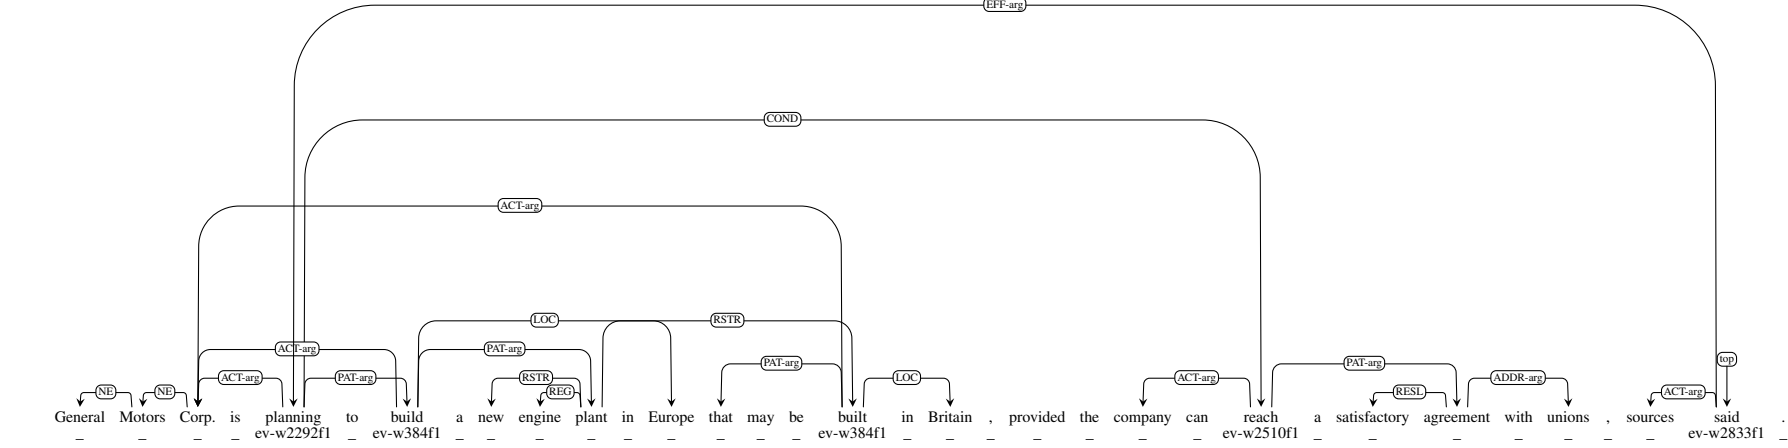 EFF-arg
COND
ACT-arg
LOC RSTR
ACT-arg PAT-arg
PAT-arg PAT-arg top
ACT-arg PAT-arg RSTR LOC ACT-arg ADDR-arg
NE NE REG RESL ACT-arg
General Motors Corp. is planning to build a new engine plant in Europe that may be built in Britain , provided the company can reach a satisfactory agreement with unions , sources said
_ _ _ _ ev-w2292f1 _ ev-w384f1 _ _ _ _ _ _ _ _ _ ev-w384f1 _ _ _ _ _ _ _ ev-w2510f1 _ _ _ _ _ _ _ ev-w2833f1